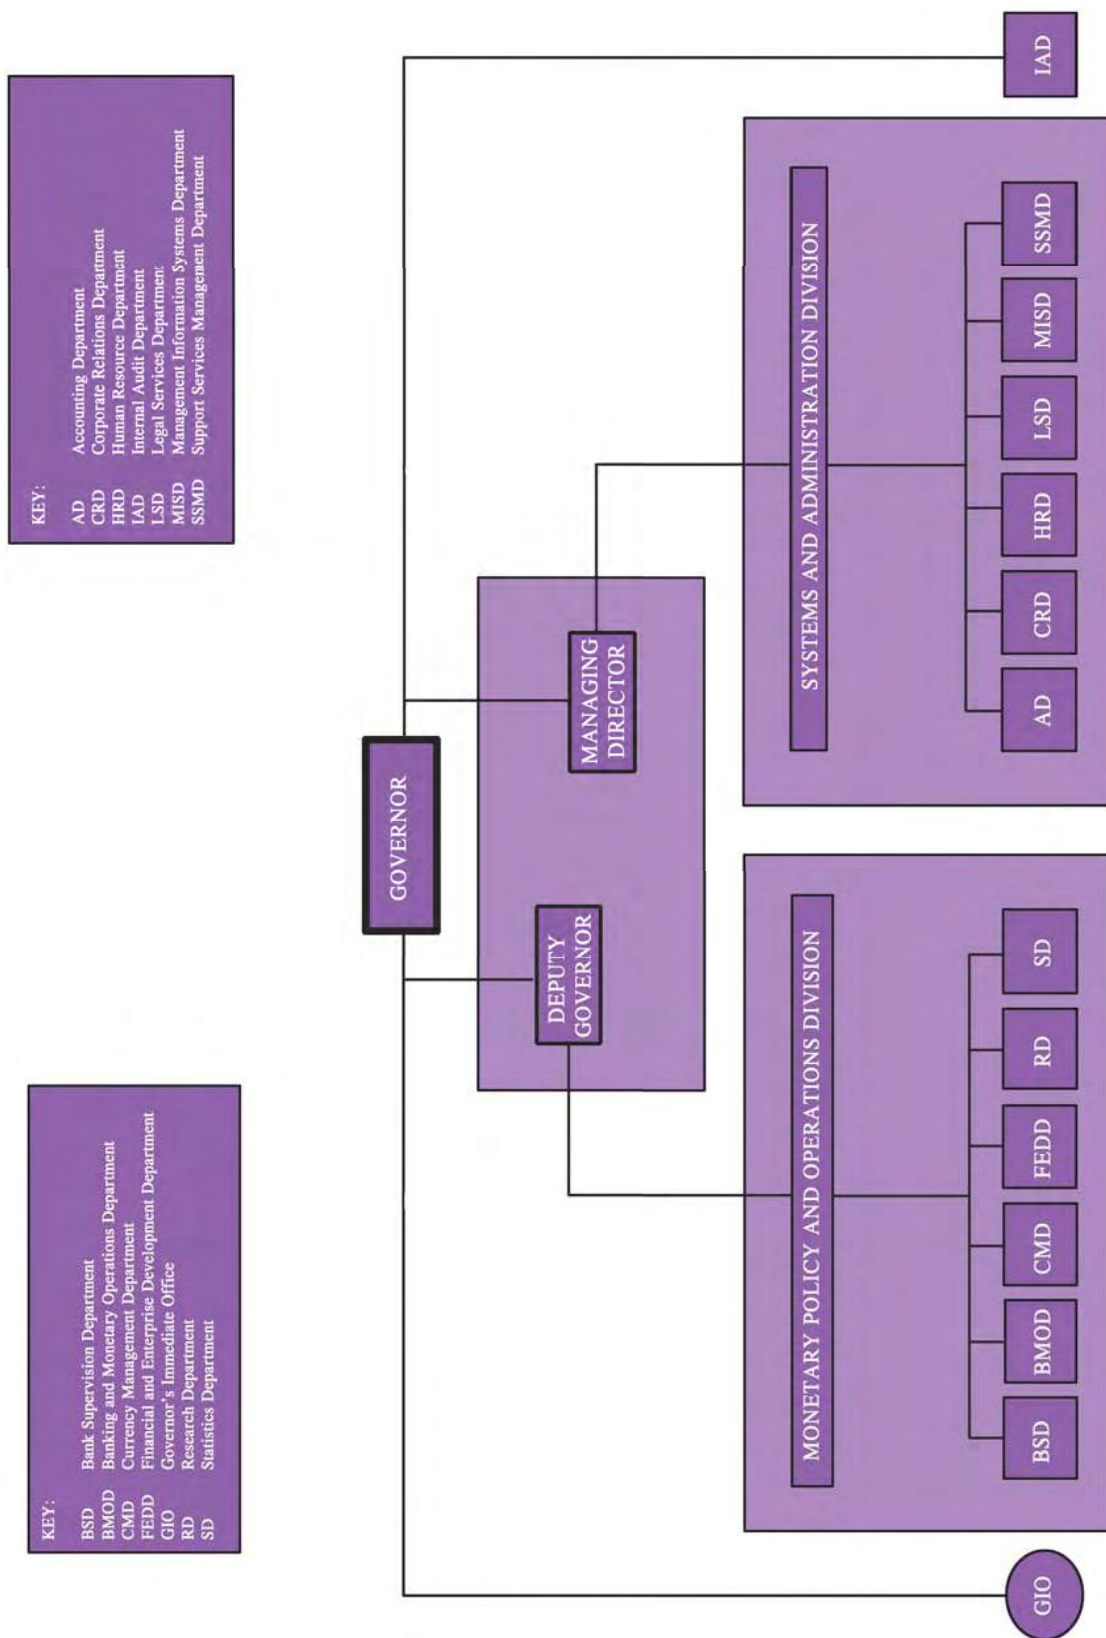 KEY:
BSD Bank Supervision Department
BMOD Banking and Monetary Operations Department
CMD Currency Management Department
FEDD Financial and Enterprise Development Department
GIO Governor's Immediate Office
RD Research Department
SD Statistics Department
KEY:
AD Accounting Department
CRD Corporate Relations Department
HRD Human Resource Department
IAD Internal Audit Department
LSD Legal Services Department
MISD Management Information Systems Department
SSMD Support Services Management Department
GOVERNOR
DEPUTY
GOVERNOR
MANAGING
DIRECTOR
MONETARY POLICY AND OPERATIONS DIVISION
SYSTEMS AND ADMINISTRATION DIVISION
GIO
BSD
BMOD
CMD
FEDD
RD
SD
AD
CRD
HRD
LSD
MISD
SSMD
IAD